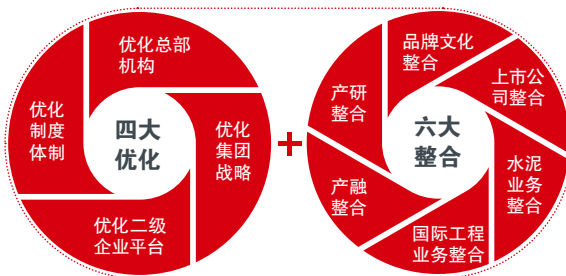 优化总部
机构
优化
集团
战略
优化二级
企业平台
优化
制度
体制
四大
优化
+
品牌文化
整合
上市公
司整合
水泥
业务
整合
国际工程
业务整合
产融
整合
产研
整合
六大
整合